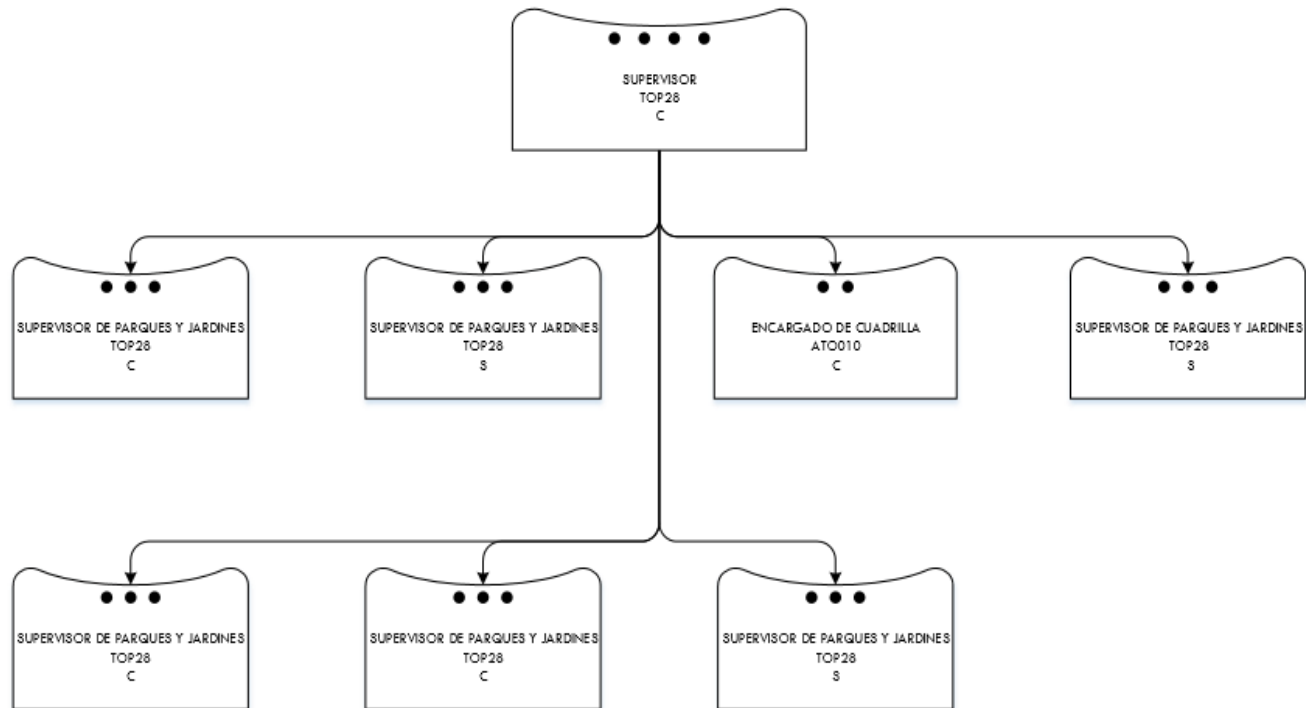 SUPERVISOR
TOP28
C
SUPERVISOR DE PARQUES Y JARDINES
TOP28
C
SUPERVISOR DE PARQUES Y JARDINES
TOP28
S
ENCARGADO DE CUADRILLA
ATO010
C
SUPERVISOR DE PARQUES Y JARDINES
TOP28
S
SUPERVISOR DE PARQUES Y JARDINES
TOP28
C
SUPERVISOR DE PARQUES Y JARDINES
TOP28
C
SUPERVISOR DE PARQUES Y JARDINES
TOP28
S